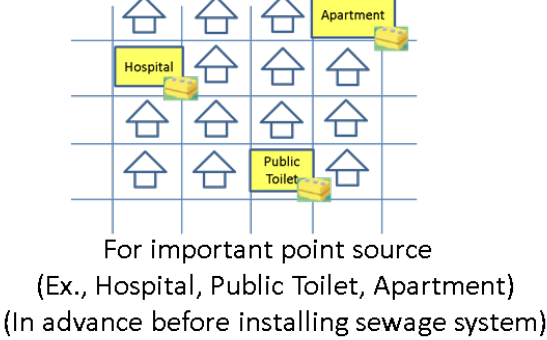 Apartment
Hospital
Public
Toilet
For important point source
(Ex., Hospital, Public Toilet, Apartment)
(In advance before installing sewage system)